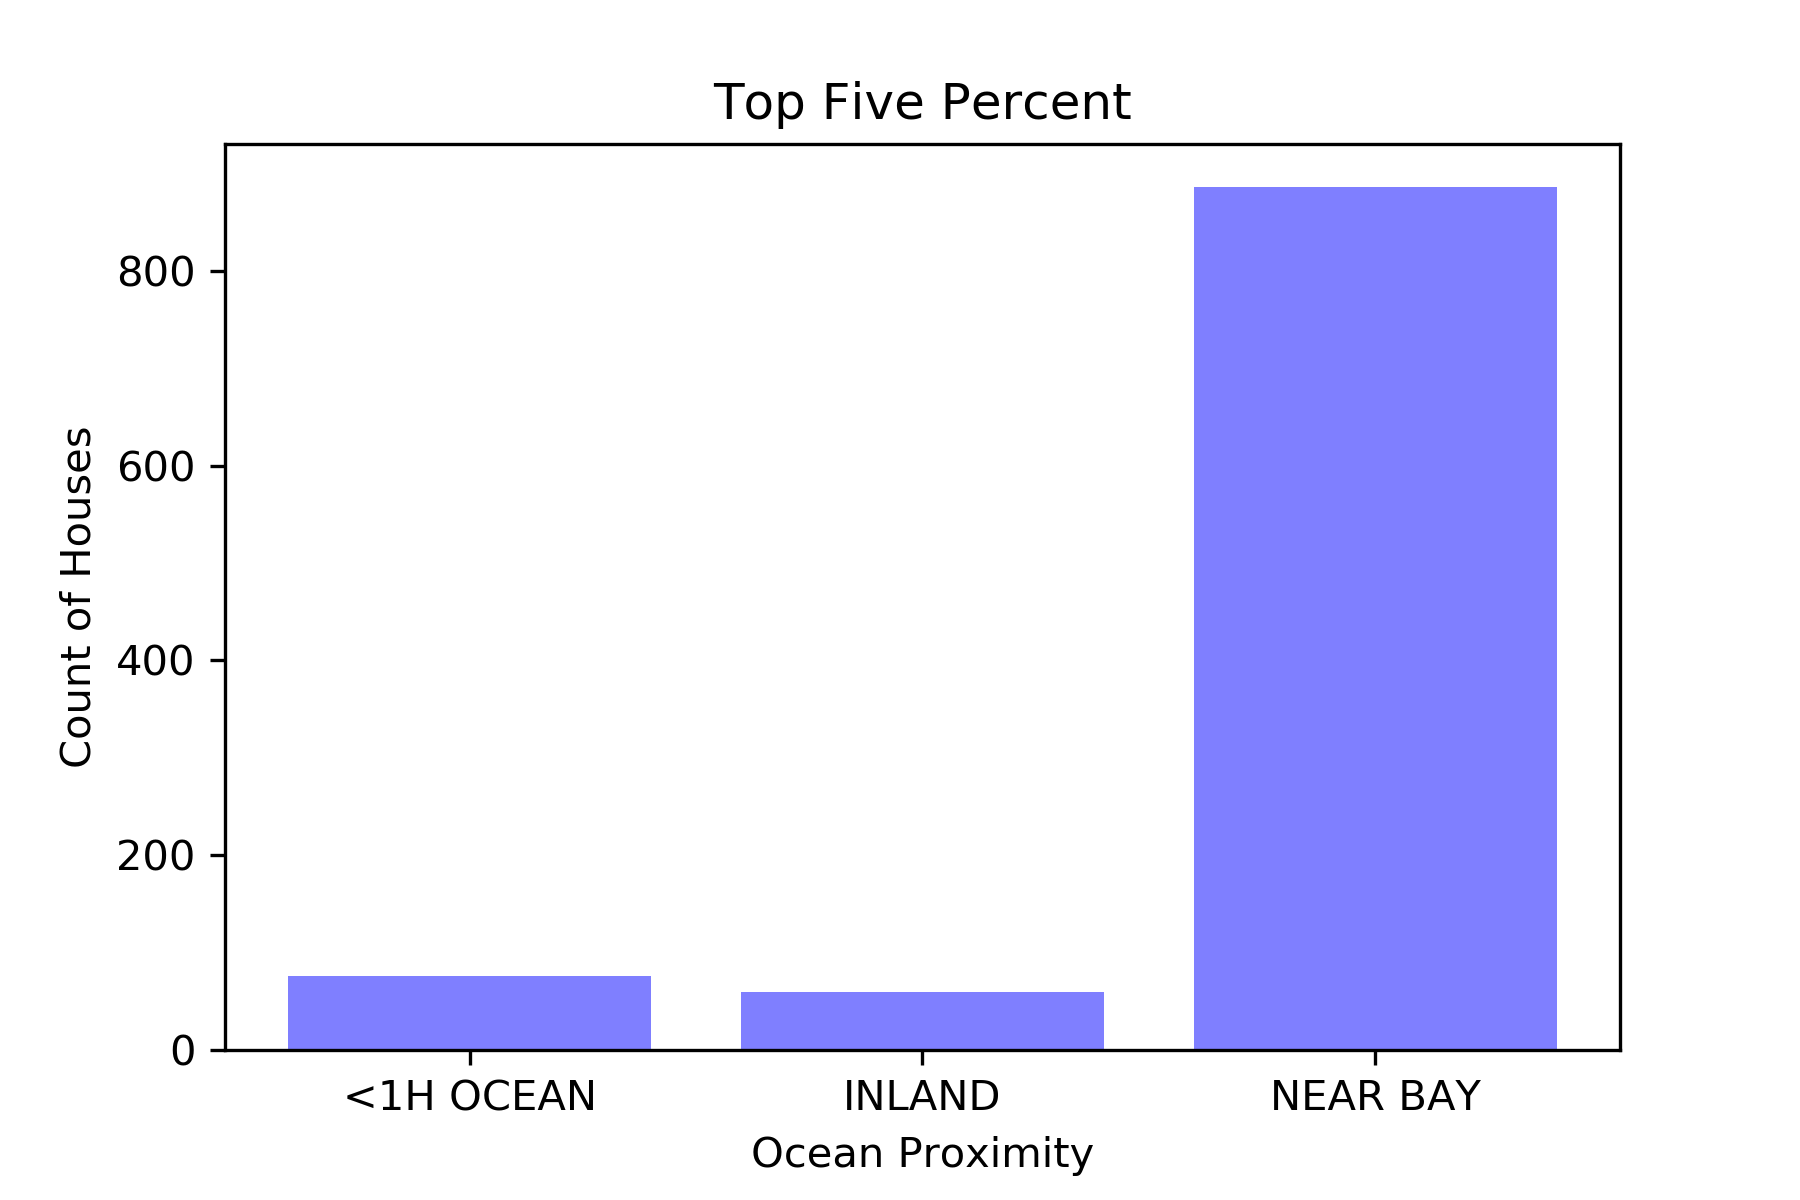 Top Five Percent
Count of Houses
800
600
400
200
0
<1H OCEAN
INLAND
NEAR BAY
Ocean Proximity